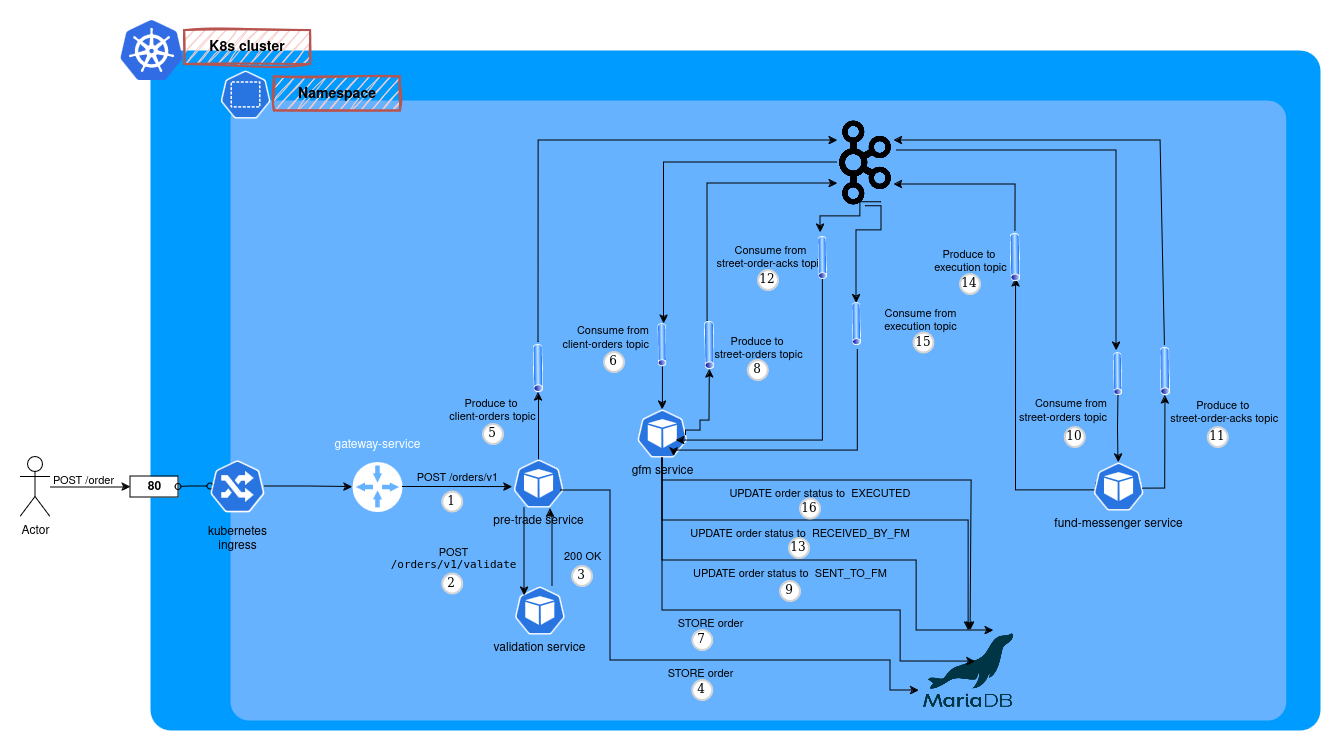 K8s cluster
Namespace
Consume from
street-order-acks topi
12
Produce to
execution topic
14
Consume from
execution topic
15
Consume from
client-orders topic
6
Produce to
street-orders topic
8
Produce to
client-orders topic
5
Consume from
street-orders topic
10
Produce to
street-order-acks topic
11
gateway-service
gfm service
POST /order
80
POST /orders/v1
1
Actor
kubernetes
ingress
pre-trade service
fund-messenger service
UPDATE order status to EXECUTED
16
UPDATE order status to RECEIVED_BY_FM
13
POST
/orders/v1/validate
2
200 OK
3
UPDATE order status to SENT_TO_FM
9
STORE order
7
validation service
STORE order
4
MariaDB